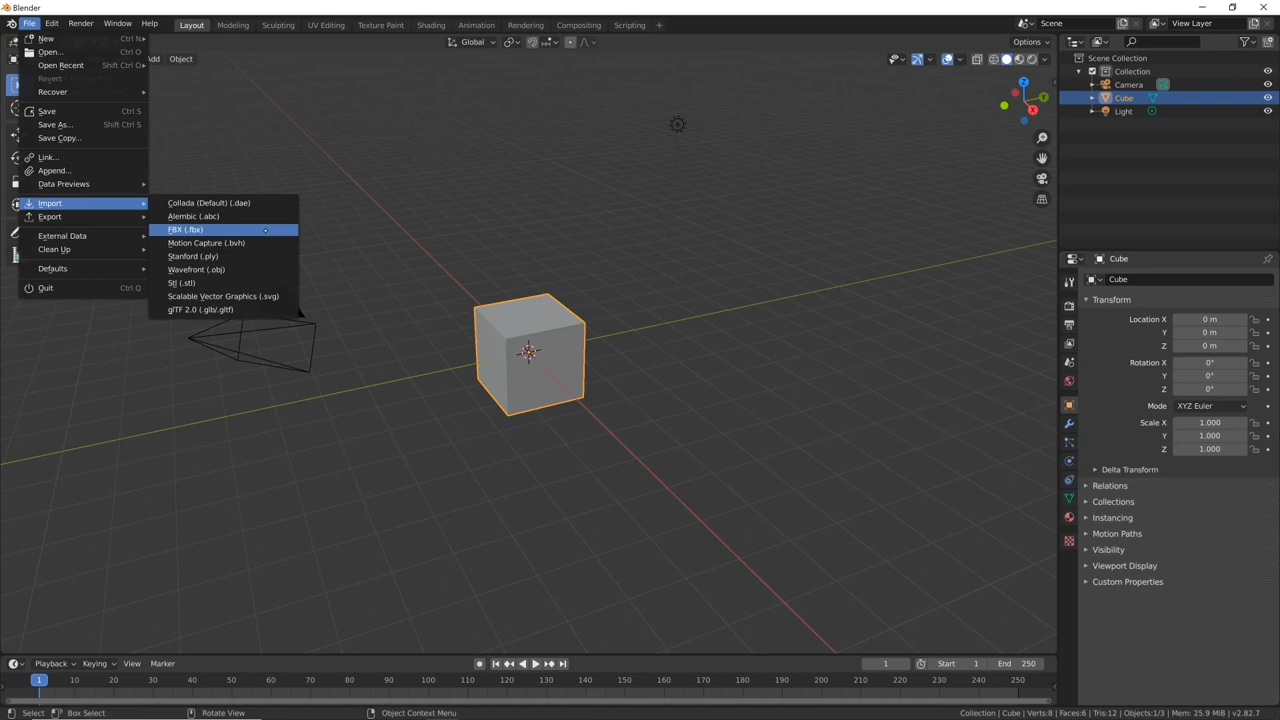 Blender
File Edit Render Window Help Layout Modeling Sculpting UV Editing Texture Paint Shading Animation Rendering Compositing Scripting Scene View Layer
New Ctrl N
Open... Ctrl O
Open Recent Shift Ctrl O
Revert
Recover
Save Ctrl S
Save As... Shift Ctrl S
Save Copy...
Link...
Append...
Data Previews
Import
Export
External Data
Clean Up
Defaults
Quit Ctrl Q
Collada (Default) (.dae)
Alembic (.abc)
FBX (.fbx)
Motion Capture (.bvh)
Stanford (.ply)
Wavefront (.obj)
Stl (.stl)
Scalable Vector Graphics (.svg)
glTF 2.0 (.glb/.gltf)
Object
Global
Options
Z
Y
X
Scene Collection
Collection
Camera
Cube
Light
Cube
Cube
Transform
Location X 0 m
Y 0 m
Z 0 m
Rotation X 0°
Y 0°
Z 0°
Mode XYZ Euler
Scale X 1.000
Y 1.000
Z 1.000
Delta Transform
Relations
Collections
Instancing
Motion Paths
Visibility
Viewport Display
Custom Properties
Playback Keying View Marker 1 Start 1 End 250
1 10 20 30 40 50 60 70 80 90 100 110 120 130 140 150 160 170 180 190 200 210 220 230 240 250
Select Box Select Rotate View Object Context Menu Collection | Cube | Verts:8 | Faces:6 | Tris:12 | Objects:1/3 | Mem: 25.9 MiB | v2.82.7